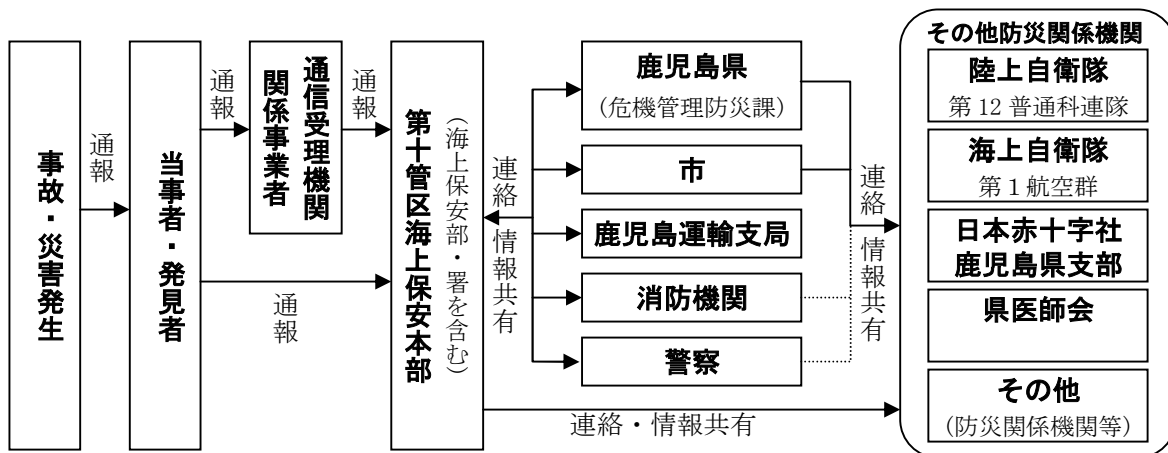 事故・災害発生
通報
当事者・発見者
通報
通信受理機関
関係事業者
通報
通報
第十管区海上保安本部
（海上保安部・署を含む）
連絡
情報共有
鹿児島県
（危機管理防災課）
市
鹿児島運輸支局
消防機関
警察
連絡
情報共有
連絡・情報共有
その他防災関係機関
陸上自衛隊
第12普通科連隊
海上自衛隊
第1航空群
日本赤十字社
鹿児島県支部
県医師会
その他
（防災関係機関等）